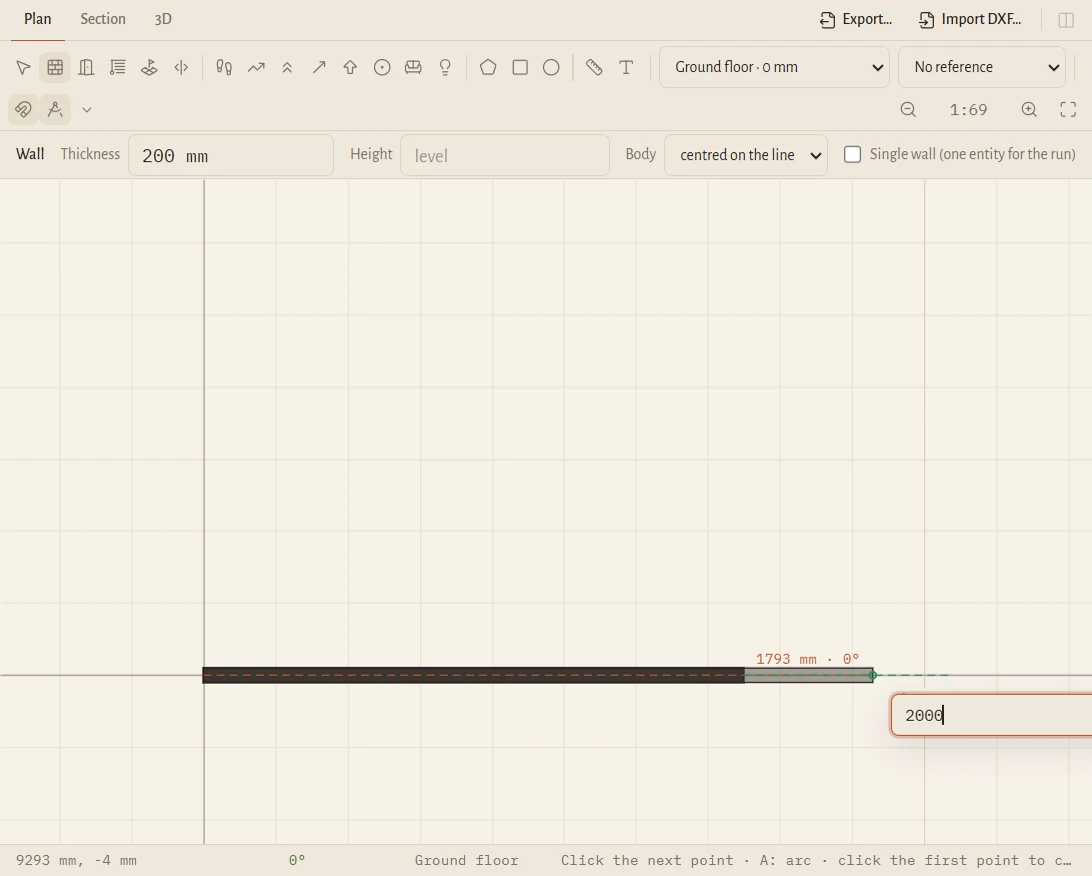 Plan Section 3D Export... Import DXF...
Ground floor · 0 mm No reference
1:69
Wall Thickness 200 mm Height level Body centred on the line Single wall (one entity for the run)
1793 mm · 0°
2000
9293 mm, -4 mm 0° Ground floor Click the next point · A: arc · click the first point to c…